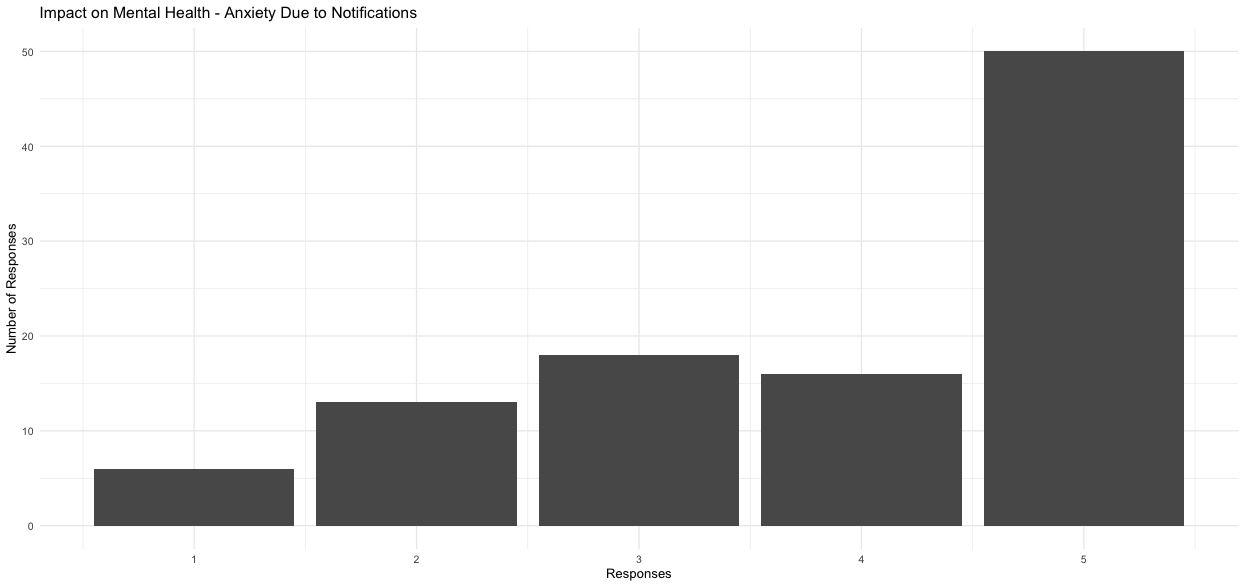 Impact on Mental Health - Anxiety Due to Notifications
Number of Responses
50
40
30
20
10
0
1 2 3 4 5
Responses